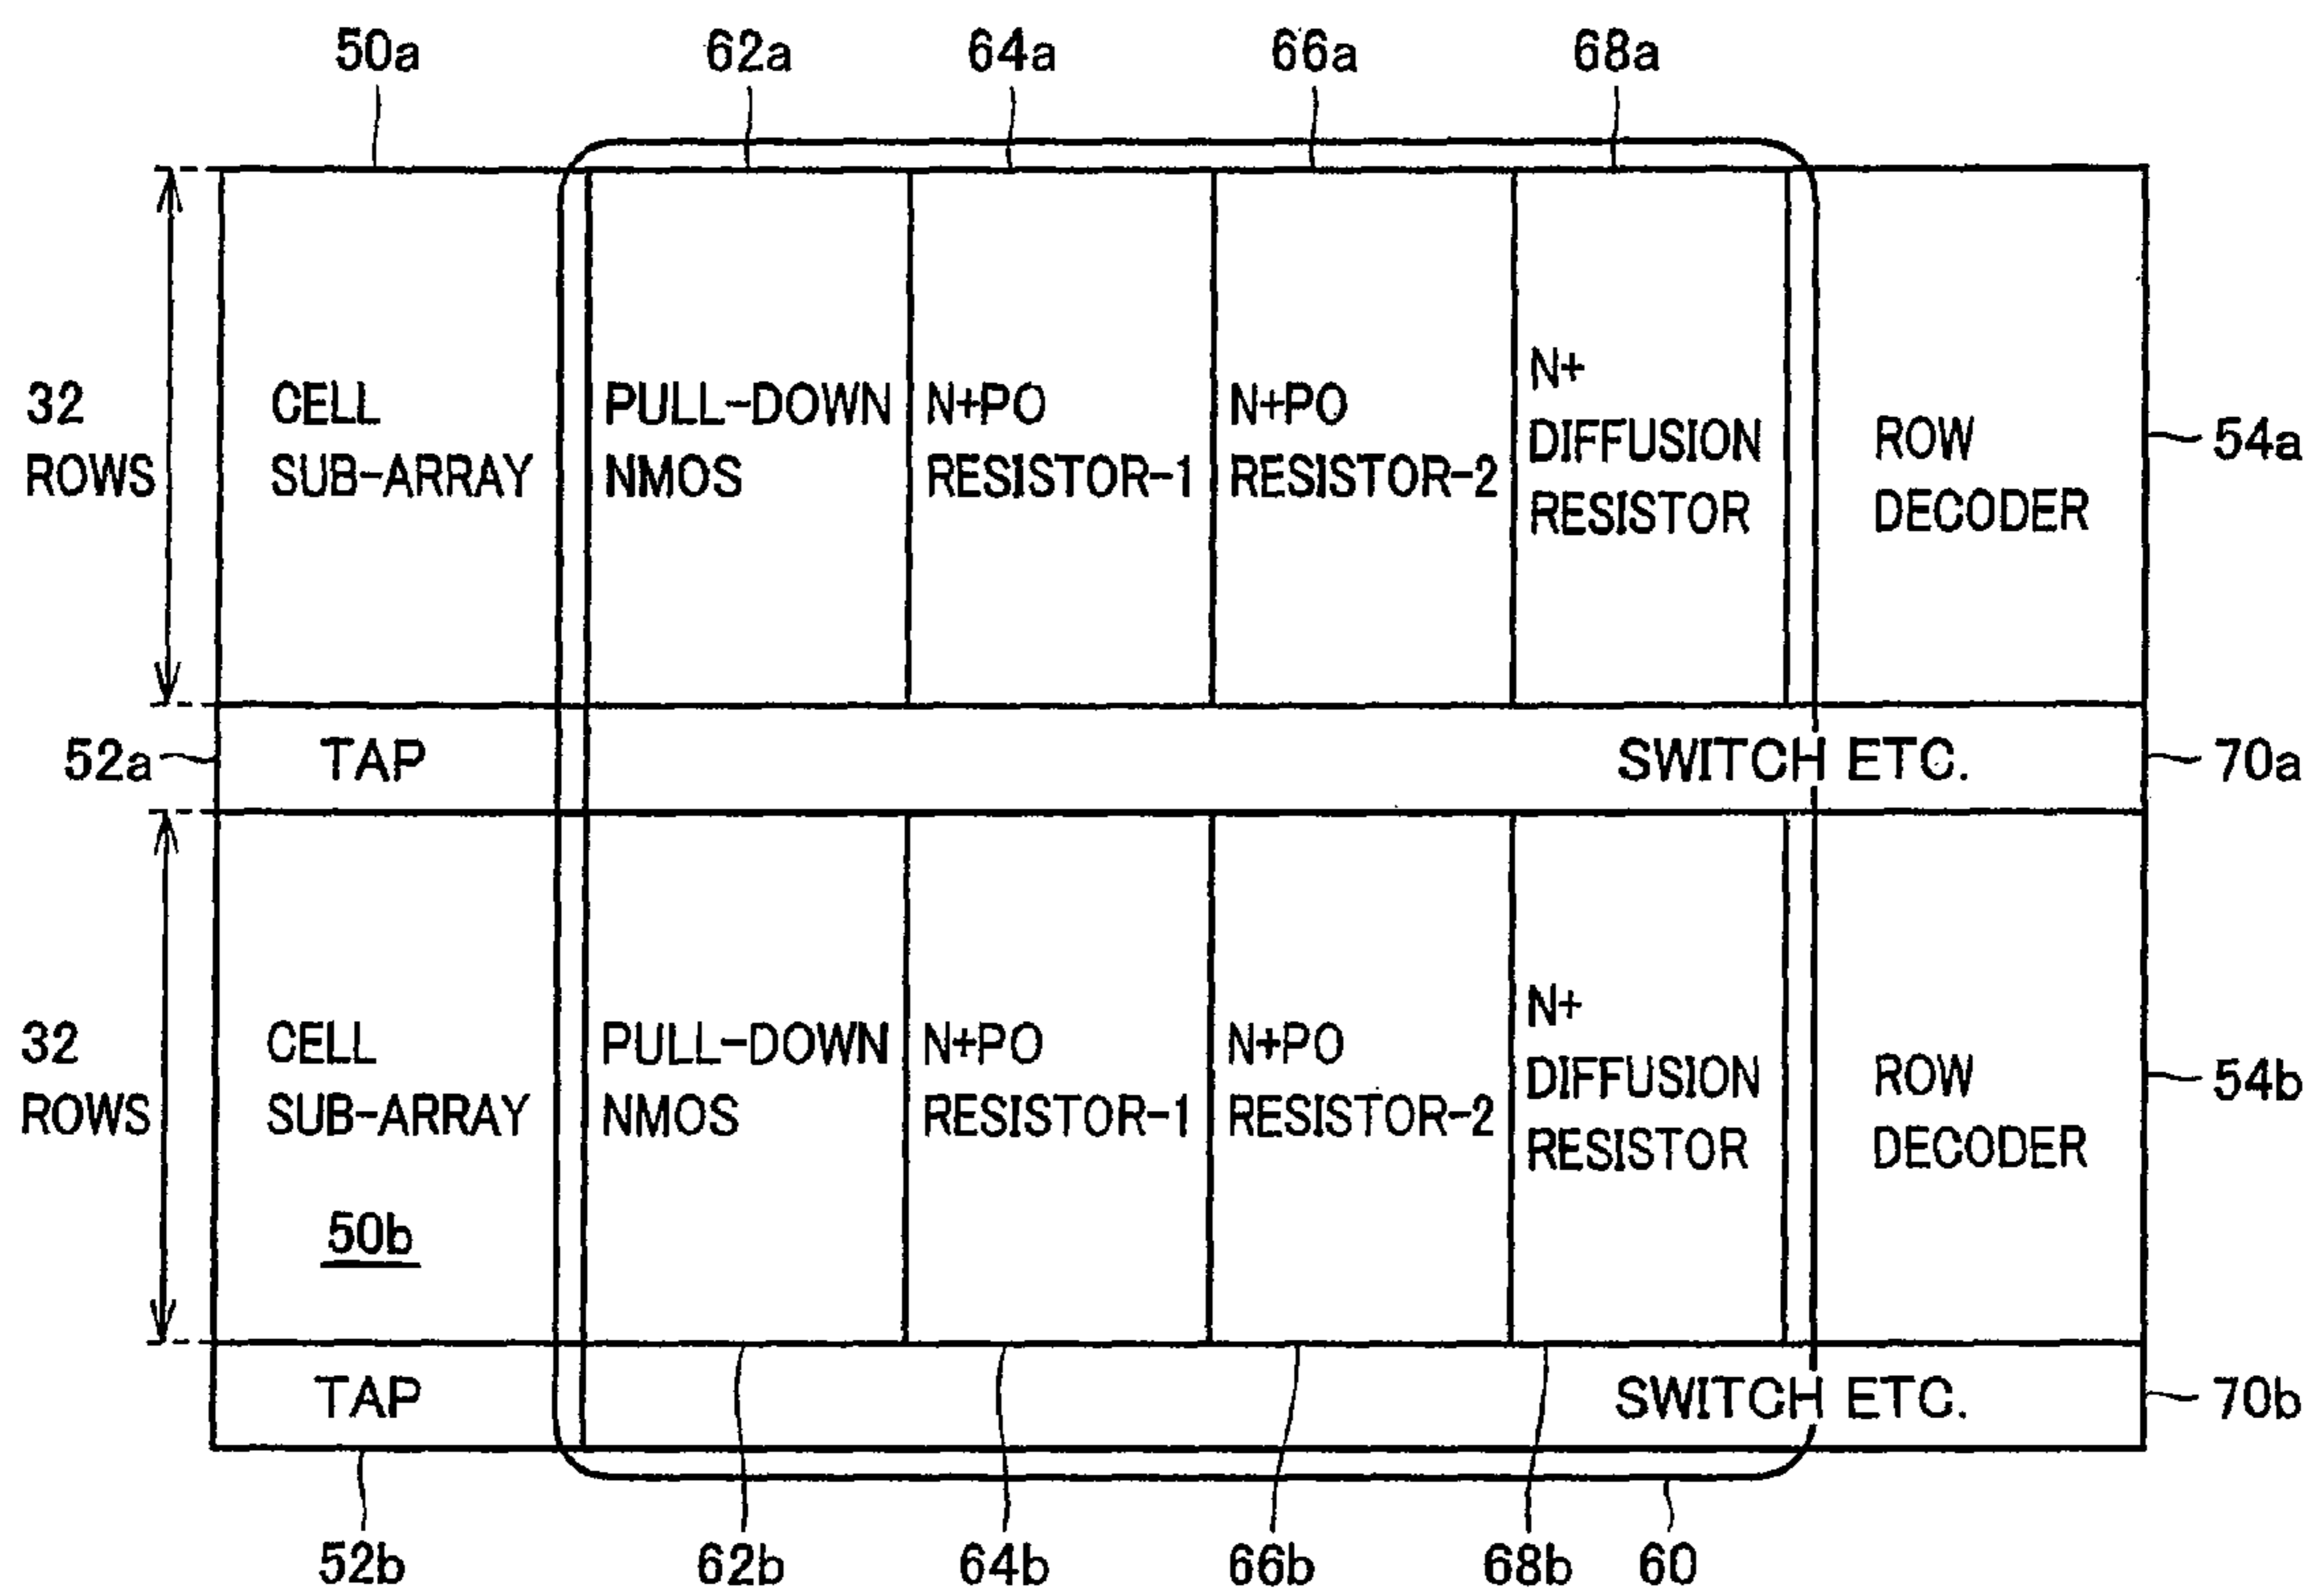 50a 62a 64a 66a 68a
32
ROWS
CELL
SUB-ARRAY
PULL-DOWN
NMOS
N+PO
RESISTOR-1
N+PO
RESISTOR-2
N+
DIFFUSION
RESISTOR
ROW
DECODER
54a
52a
TAP
SWITCH ETC.
70a
32
ROWS
CELL
SUB-ARRAY
50b
PULL-DOWN
NMOS
N+PO
RESISTOR-1
N+PO
RESISTOR-2
N+
DIFFUSION
RESISTOR
ROW
DECODER
54b
TAP
SWITCH ETC.
70b
52b 62b 64b 66b 68b 60